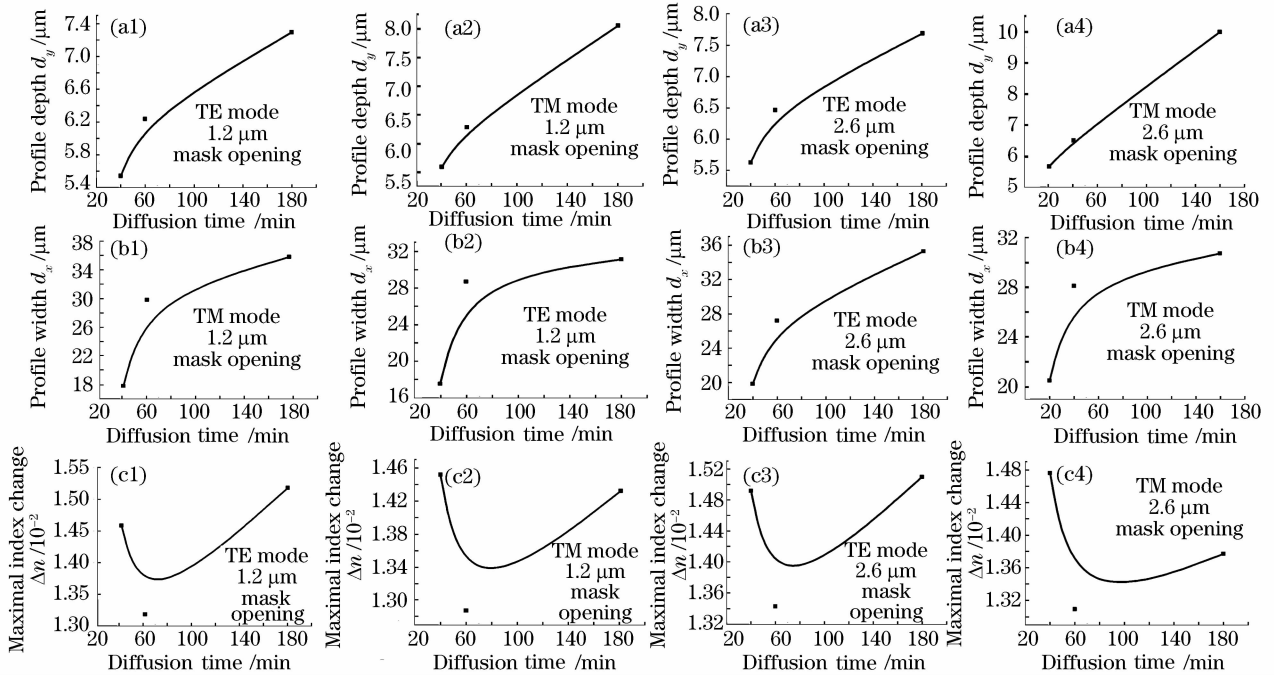 (a1)
Profile depth d_y /μm
7.4
7.0
6.6
6.2
5.8
5.4
TE mode
1.2 μm
mask opening
20 60 100 140 180
Diffusion time /min
(a2)
Profile depth d_y /μm
8.0
7.5
7.0
6.5
6.0
5.5
TM mode
1.2 μm
mask opening
20 60 100 140 180
Diffusion time /min
(a3)
Profile depth d_y /μm
8.0
7.5
7.0
6.5
6.0
5.5
TE mode
2.6 μm
mask opening
20 60 100 140 180
Diffusion time /min
(a4)
Profile depth d_y /μm
10
9
8
7
6
5
TM mode
2.6 μm
mask opening
20 60 100 140 180
Diffusion time /min
(b1)
Profile width d_x /μm
38
34
30
26
22
18
TM mode
1.2 μm
mask opening
20 60 100 140 180
Diffusion time /min
(b2)
Profile width d_x /μm
32
28
24
20
16
TE mode
1.2 μm
mask opening
20 60 100 140 180
Diffusion time /min
(b3)
Profile width d_x /μm
36
32
28
24
20
TE mode
2.6 μm
mask opening
20 60 100 140 180
Diffusion time /min
(b4)
Profile width d_x /μm
32
28
24
20
TM mode
2.6 μm
mask opening
20 60 100 140 180
Diffusion time /min
(c1)
Maximal index change
Δn /10⁻²
1.55
1.50
1.40
1.40
1.35
1.30
TE mode
1.2 μm
mask
opening
20 60 100 140 180
Diffusion time /min
(c2)
Maximal index change
Δn /10⁻²
1.46
1.42
1.38
1.34
1.30
TM mode
1.2 μm
mask
opening
20 60 100 140 180
Diffusion time /min
(c3)
Maximal index change
Δn /10⁻²
1.52
1.48
1.44
1.40
1.36
1.32
TE mode
2.6 μm
mask
opening
20 60 100 140 180
Diffusion time /min
(c4)
Maximal index change
Δn /10⁻²
1.48
1.44
1.40
1.36
1.32
TM mode
2.6 μm
mask opening
20 60 100 140 180
Diffusion time /min